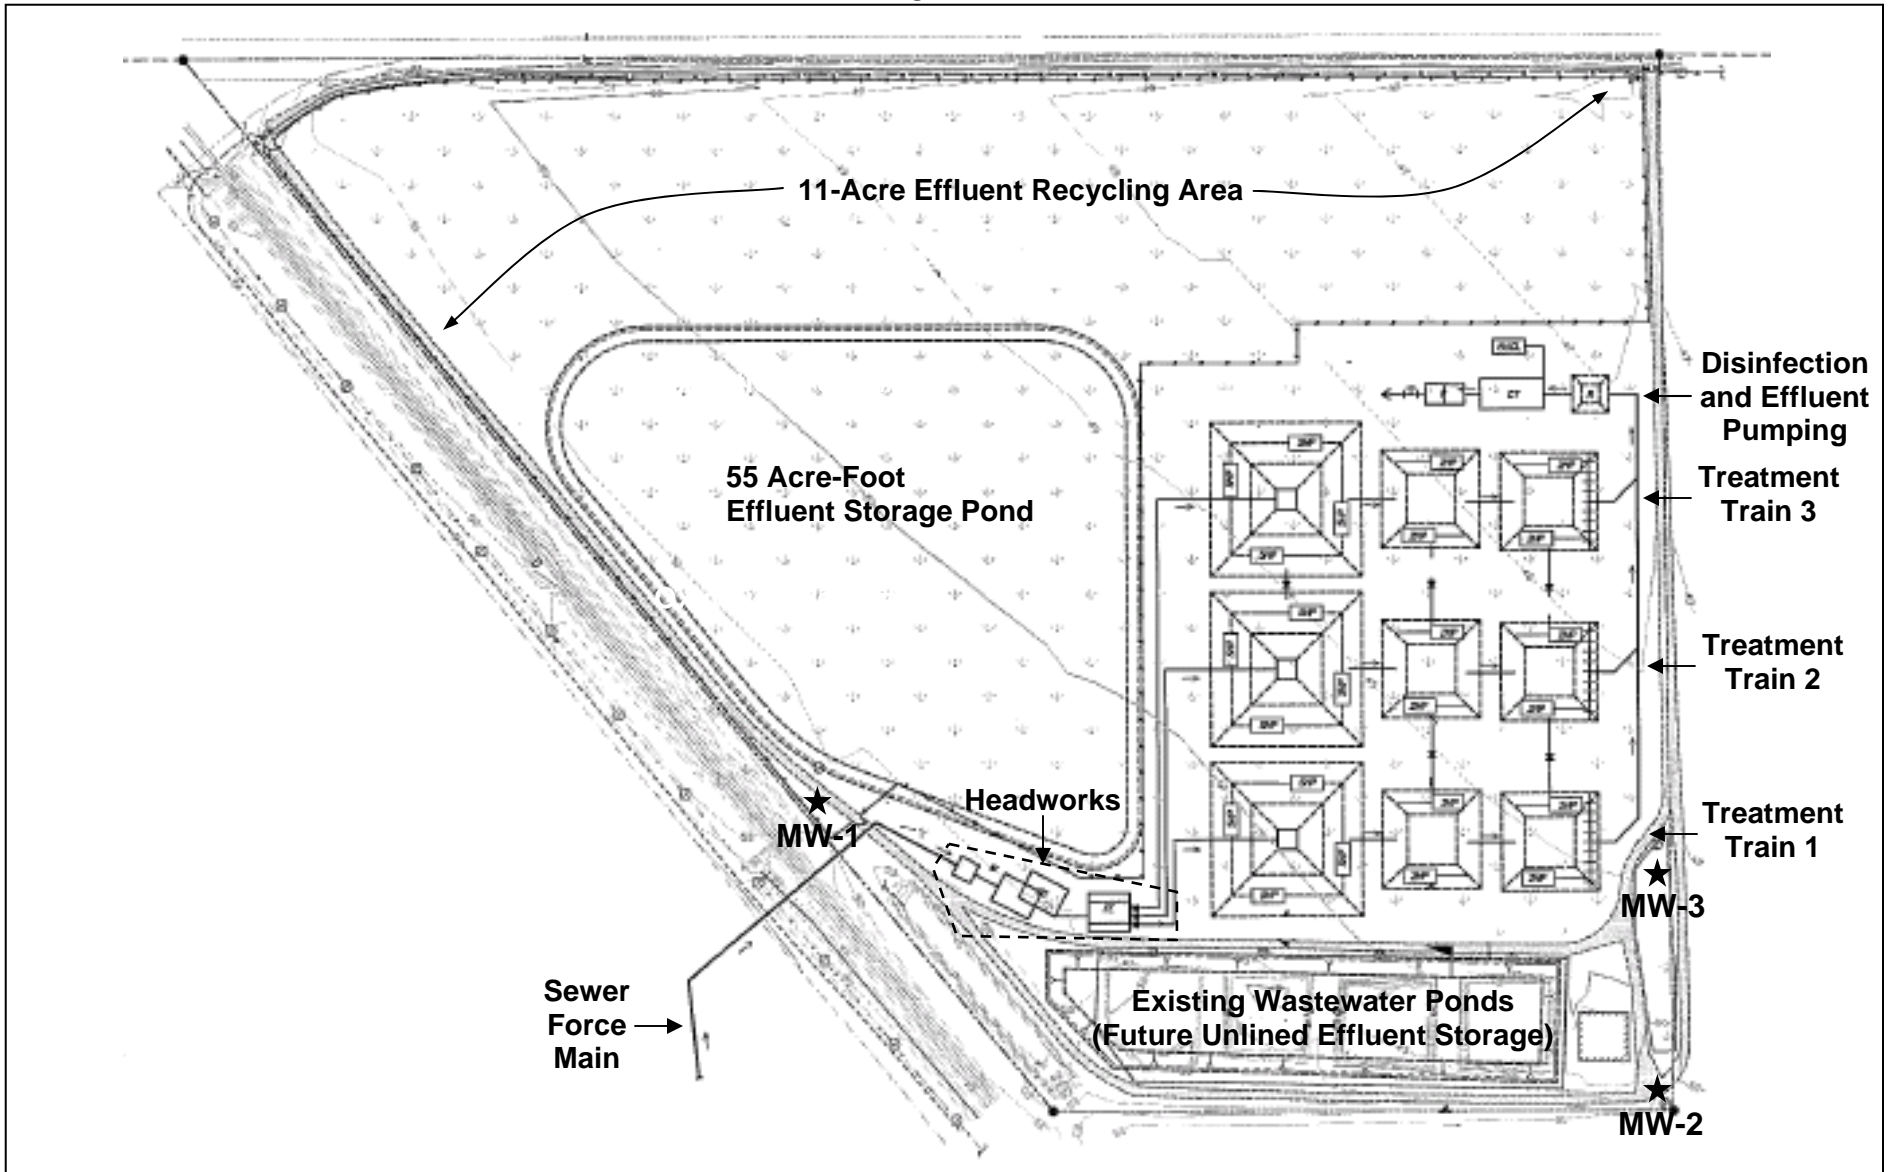 11-Acre Effluent Recycling Area
Disinfection
and Effluent
Pumping
55 Acre-Foot
Effluent Storage Pond
Treatment
Train 3
CT
Treatment
Train 2
Headworks
MW-1
Treatment
Train 1
MW-3
Sewer
Force
Main
Existing Wastewater Ponds
(Future Unlined Effluent Storage)
MW-2